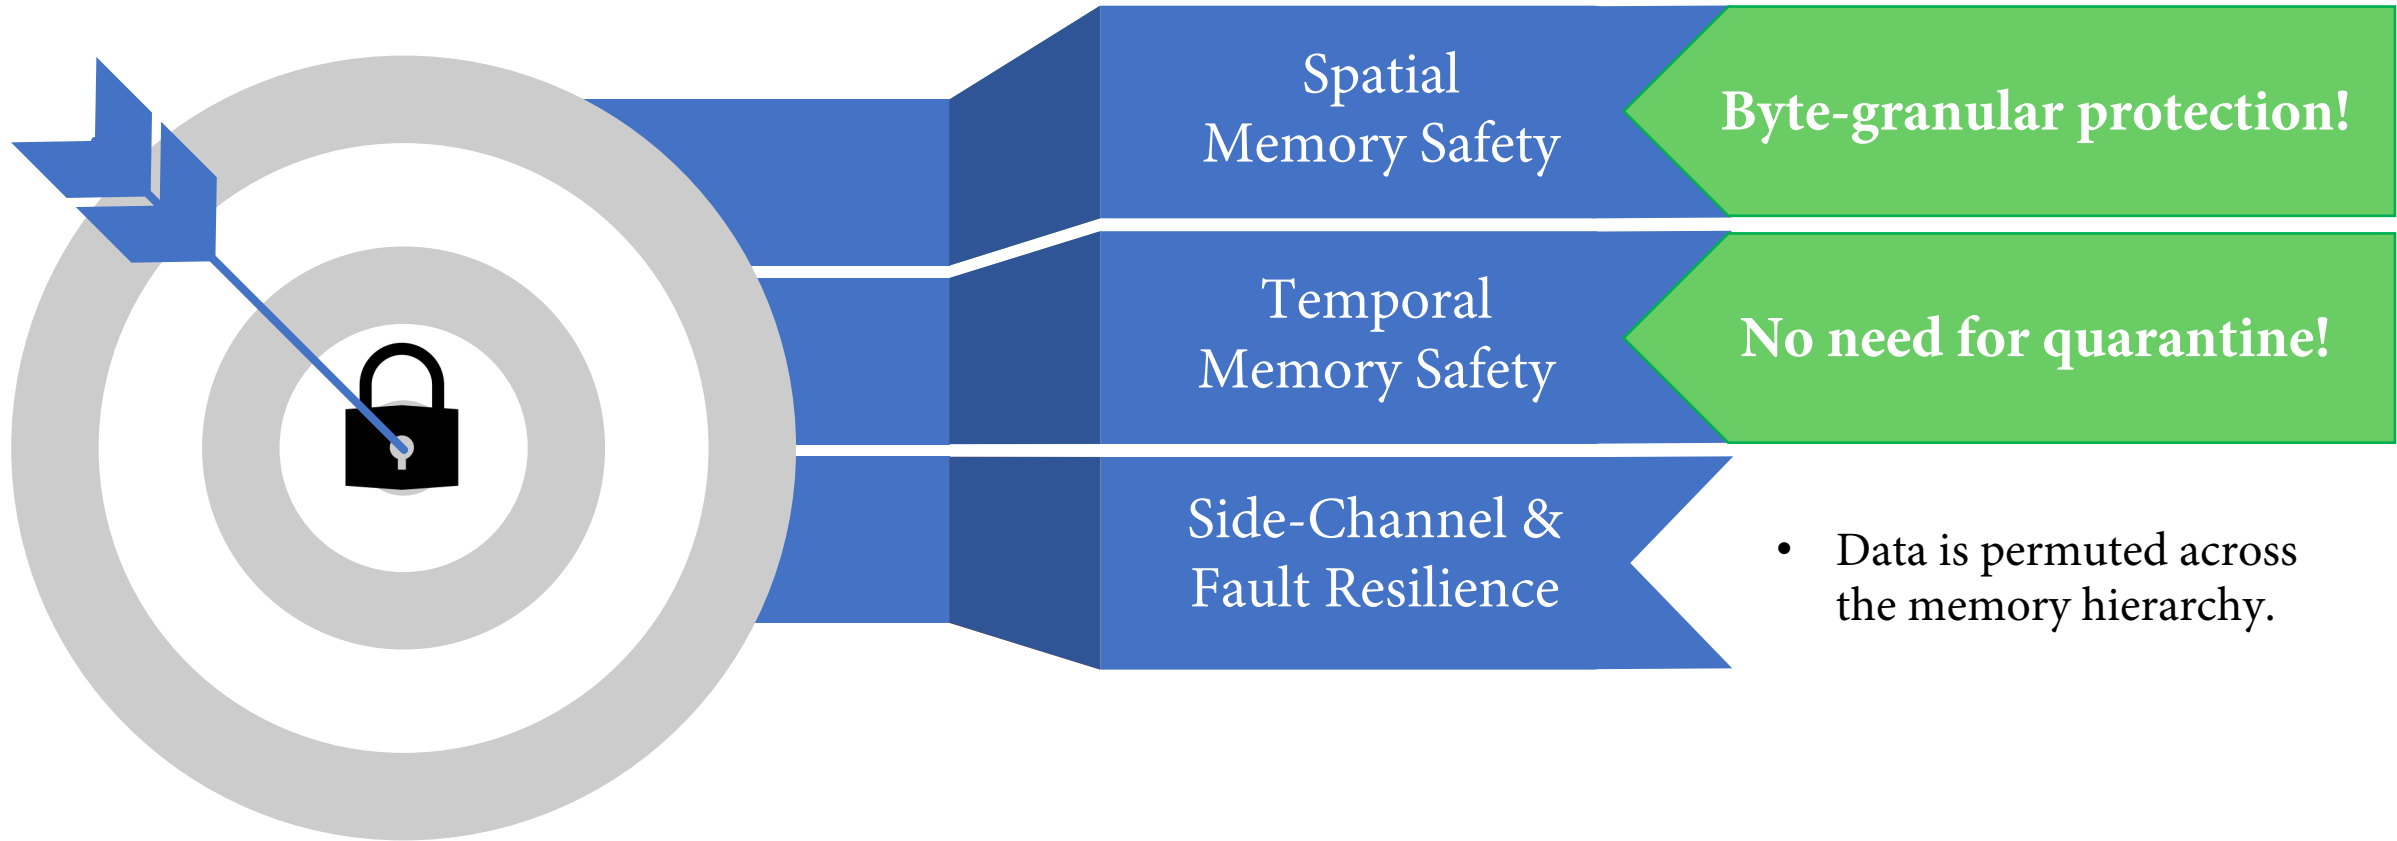 Spatial
Memory Safety
Byte-granular protection!
Temporal
Memory Safety
No need for quarantine!
Side-Channel &
Fault Resilience
• Data is permuted across
the memory hierarchy.